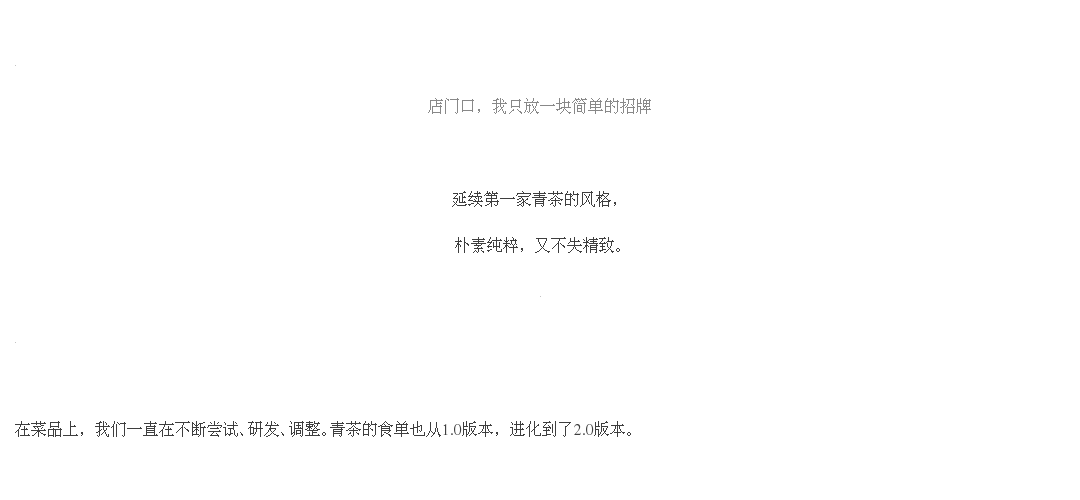 店门口，我只放一块简单的招牌
延续第一家青茶的风格，
朴素纯粹，又不失精致。
在菜品上，我们一直在不断尝试、研发、调整。青茶的食单也从1.0版本，进化到了2.0版本。